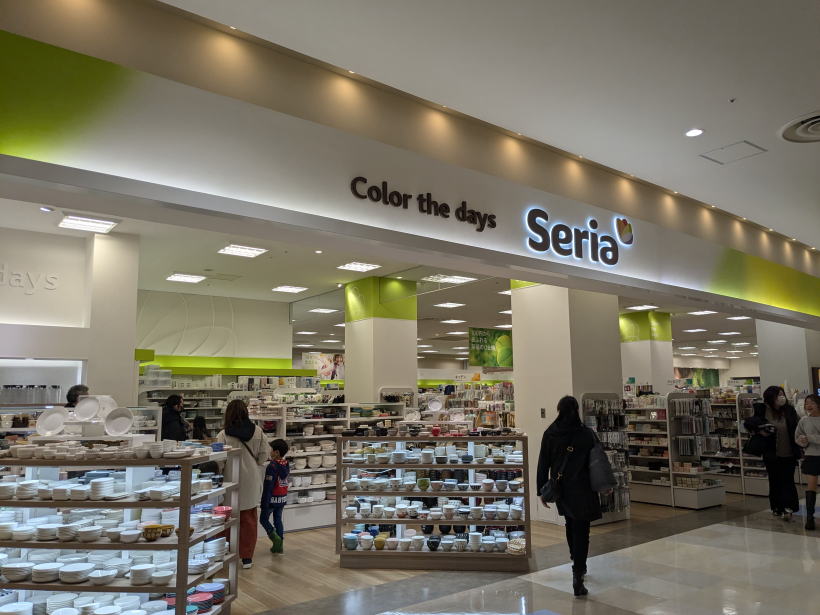 Color the days
Seria
days